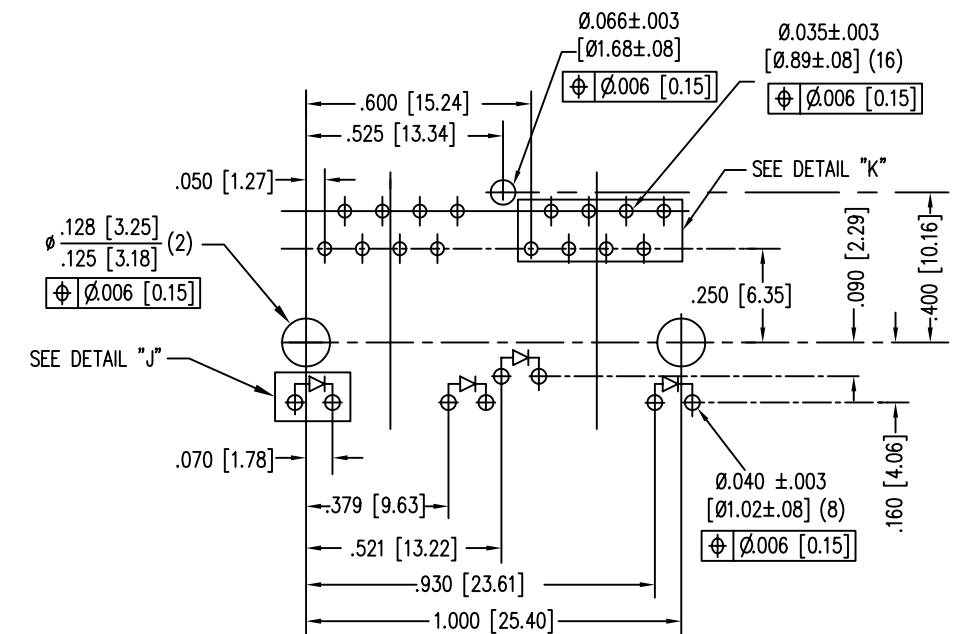 Ø.066±.003
[Ø1.68±.08]
⌖ Ø.006 [0.15]
Ø.035±.003
[Ø.89±.08] (16)
⌖ Ø.006 [0.15]
.600 [15.24]
.525 [13.34]
.050 [1.27]
SEE DETAIL "K"
ø .128 [3.25]
.125 [3.18] (2)
⌖ Ø.006 [0.15]
.250 [6.35]
.090 [2.29]
.400 [10.16]
SEE DETAIL "J"
.070 [1.78]
.379 [9.63]
.521 [13.22]
.930 [23.61]
1.000 [25.40]
.160 [4.06]
Ø.040 ±.003
[Ø1.02±.08] (8)
⌖ Ø.006 [0.15]